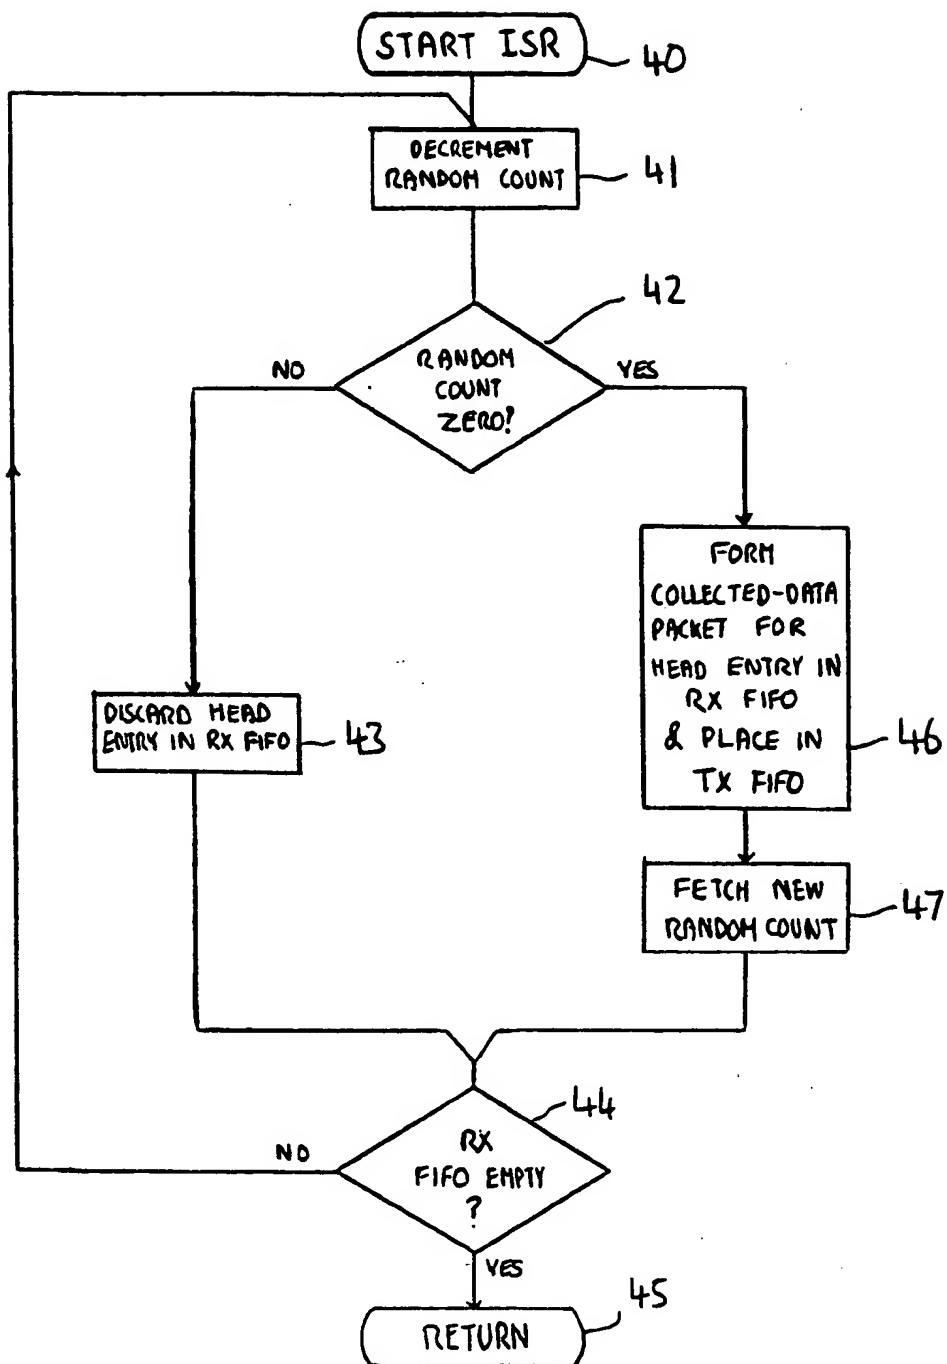 START ISR
40
DECREMENT
RANDOM COUNT
41
42
RANDOM
COUNT
ZERO?
NO
YES
FORM
COLLECTED-DATA
PACKET FOR
HEAD ENTRY IN
RX FIFO
& PLACE IN
TX FIFO
46
DISCARD HEAD
ENTRY IN RX FIFO
43
FETCH NEW
RANDOM COUNT
47
44
RX
FIFO EMPTY
?
NO
YES
45
RETURN